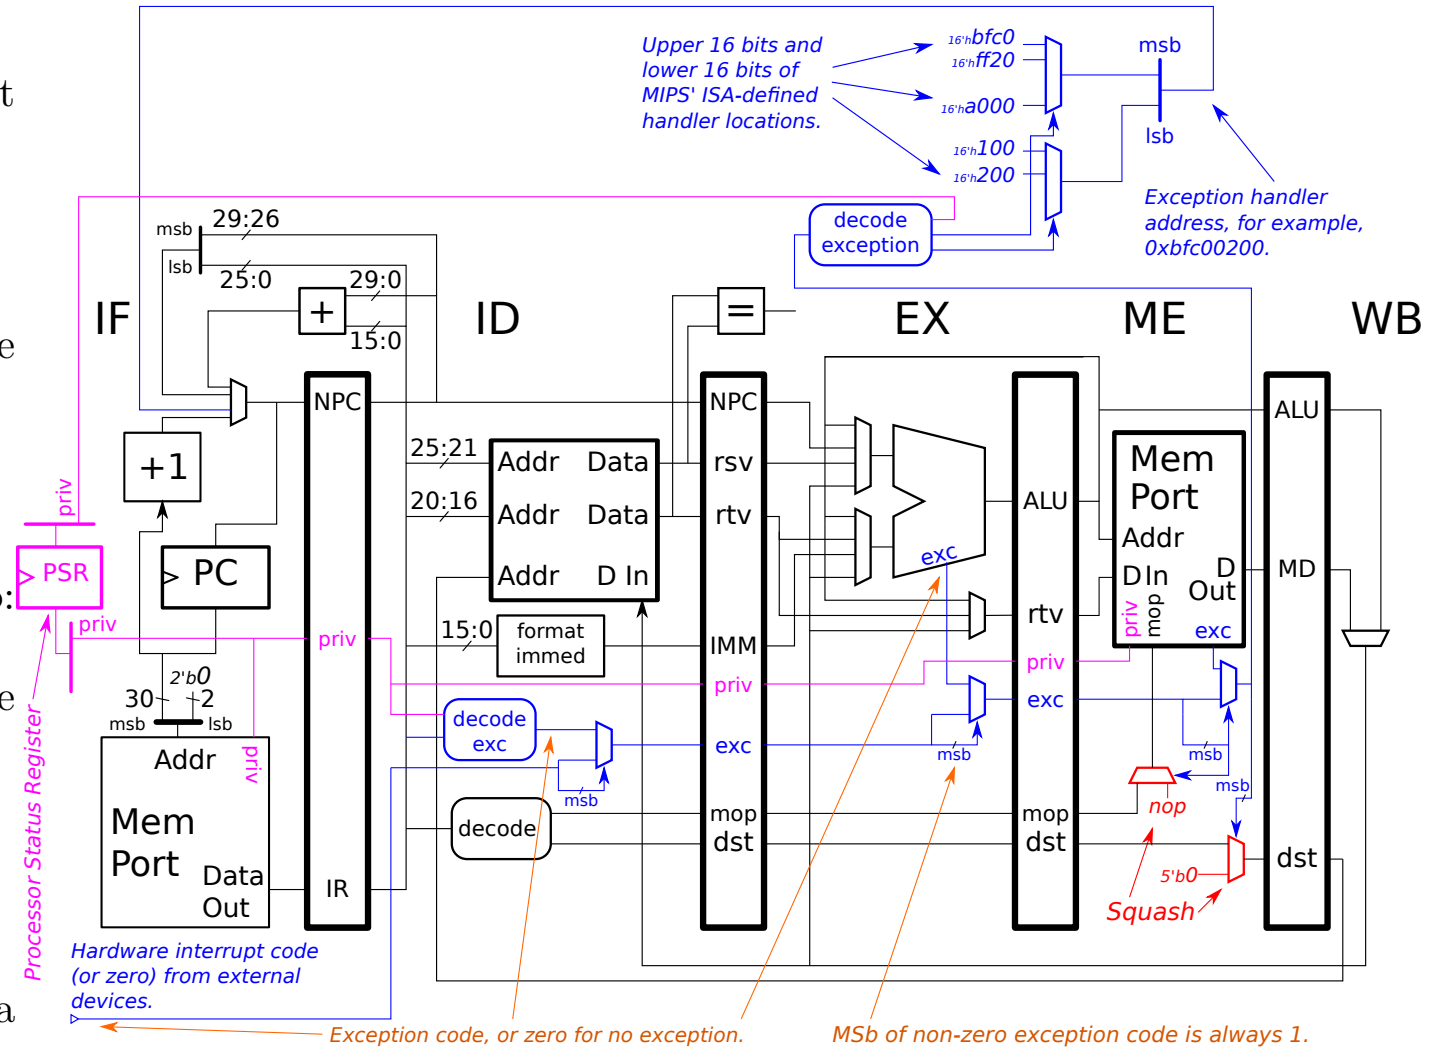 Upper 16 bits and
lower 16 bits of
MIPS' ISA-defined
handler locations.
16'hbfc0
16'hff20
16'ha000
16'h100
16'h200
msb
lsb
Exception handler
address, for example,
0xbfc00200.
decode
exception
t
e
o:
e
a
msb
lsb
29:26
25:0
29:0
15:0
+
=
IF
ID
EX
ME
WB
NPC
NPC
+1
25:21
20:16
Addr
Data
Addr
Data
Addr
D In
rsv
rtv
ALU
ALU
Mem
Port
Addr
D In
D
Out
priv
mop
exc
MD
priv
PSR
PC
priv
priv
15:0
format
immed
IMM
exc
rtv
priv
priv
exc
2'b0
30
2
msb
lsb
Addr
priv
Mem
Port
Data
Out
IR
decode
exc
msb
exc
msb
msb
msb
decode
mop
dst
mop
dst
nop
5'b0
Squash
dst
Processor Status Register
Hardware interrupt code
(or zero) from external
devices.
Exception code, or zero for no exception.
MSb of non-zero exception code is always 1.